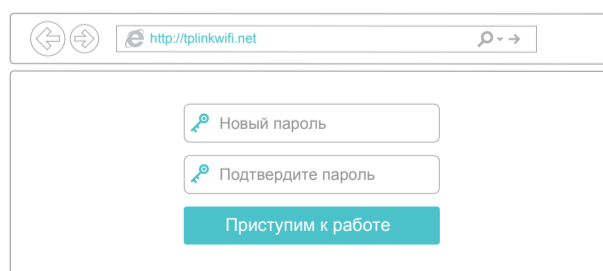 http://tplinkwifi.net
Новый пароль
Подтвердите пароль
Приступим к работе